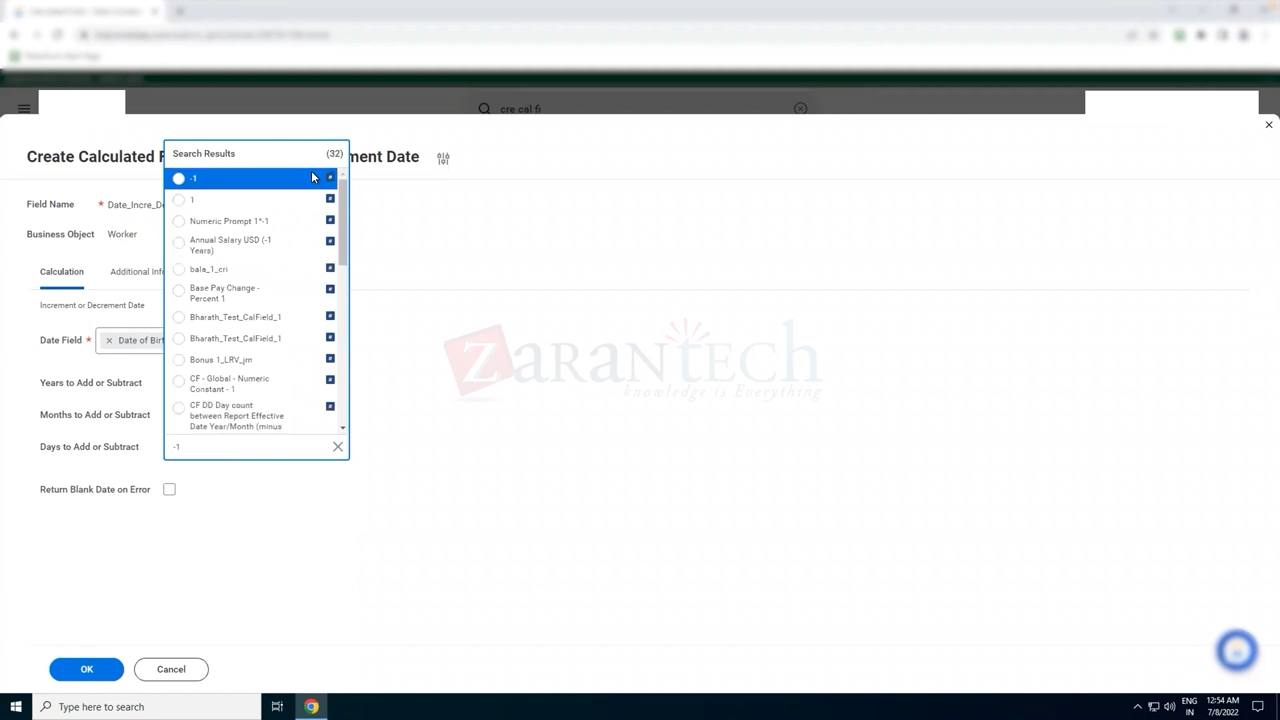 cre cal fi
Create Calculated F
ment Date
Search Results (32)
-1
1
Numeric Prompt 1*-1
Annual Salary USD (-1
Years)
bala_1_cri
Base Pay Change -
Percent 1
Bharath_Test_CalField_1
Bharath_Test_CalField_1
Bonus 1_LRV_jm
CF - Global - Numeric
Constant - 1
CF DD Day count
between Report Effective
Date Year/Month (minus
-1
Field Name * Date_Incre_De
Business Object Worker
Calculation Additional Info
Increment or Decrement Date
Date Field * Date of Birt
Years to Add or Subtract
Months to Add or Subtract
Days to Add or Subtract
Return Blank Date on Error
zarantech
knowledge is Everything
OK Cancel
Type here to search
ENG
IN
12:54 AM
7/8/2022